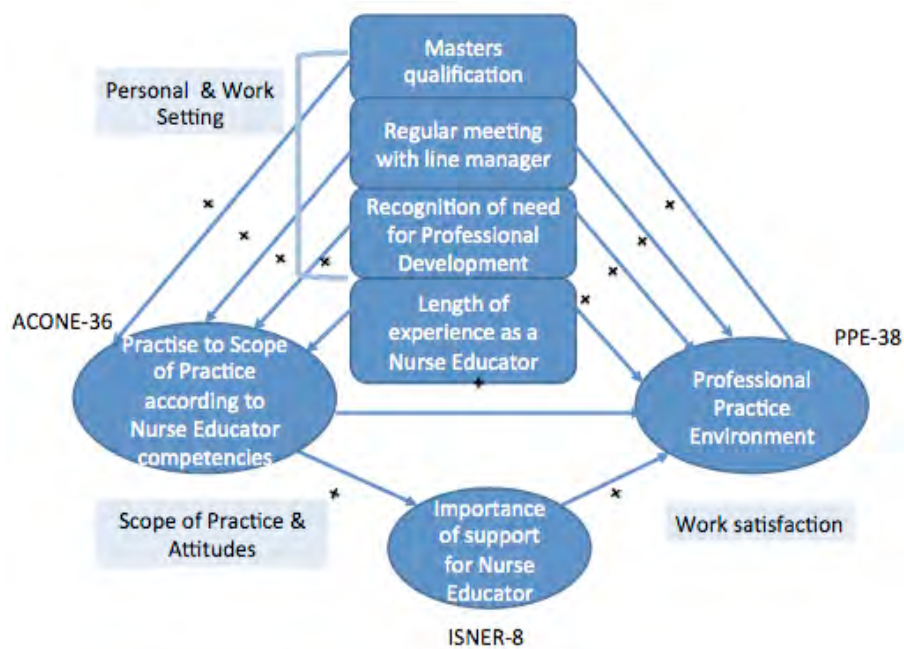 Masters
qualification
Personal & Work
Setting
Regular meeting
with line manager
Recognition of need
for Professional
Development
Length of
experience as a
Nurse Educator
ACONE-36
PPE-38
Practise to Scope
of Practice
according to
Nurse Educator
competencies
Professional
Practice
Environment
Scope of Practice &
Attitudes
Importance
of support
for Nurse
Educator
Work satisfaction
ISNER-8